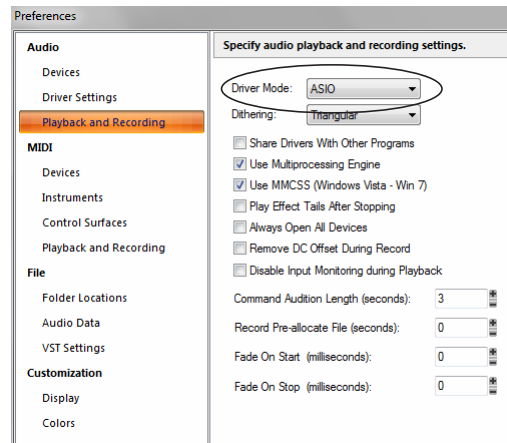 Preferences
Audio
Devices
Driver Settings
Playback and Recording
MIDI
Devices
Instruments
Control Surfaces
Playback and Recording
File
Folder Locations
Audio Data
VST Settings
Customization
Display
Colors
Specify audio playback and recording settings.
Driver Mode: ASIO
Dithering: Triangular
Share Drivers With Other Programs
Use Multiprocessing Engine
Use MMCSS (Windows Vista - Win 7)
Play Effect Tails After Stopping
Always Open All Devices
Remove DC Offset During Record
Disable Input Monitoring during Playback
Command Audition Length (seconds): 3
Record Pre-allocate File (seconds): 0
Fade On Start (milliseconds): 0
Fade On Stop (milliseconds): 0